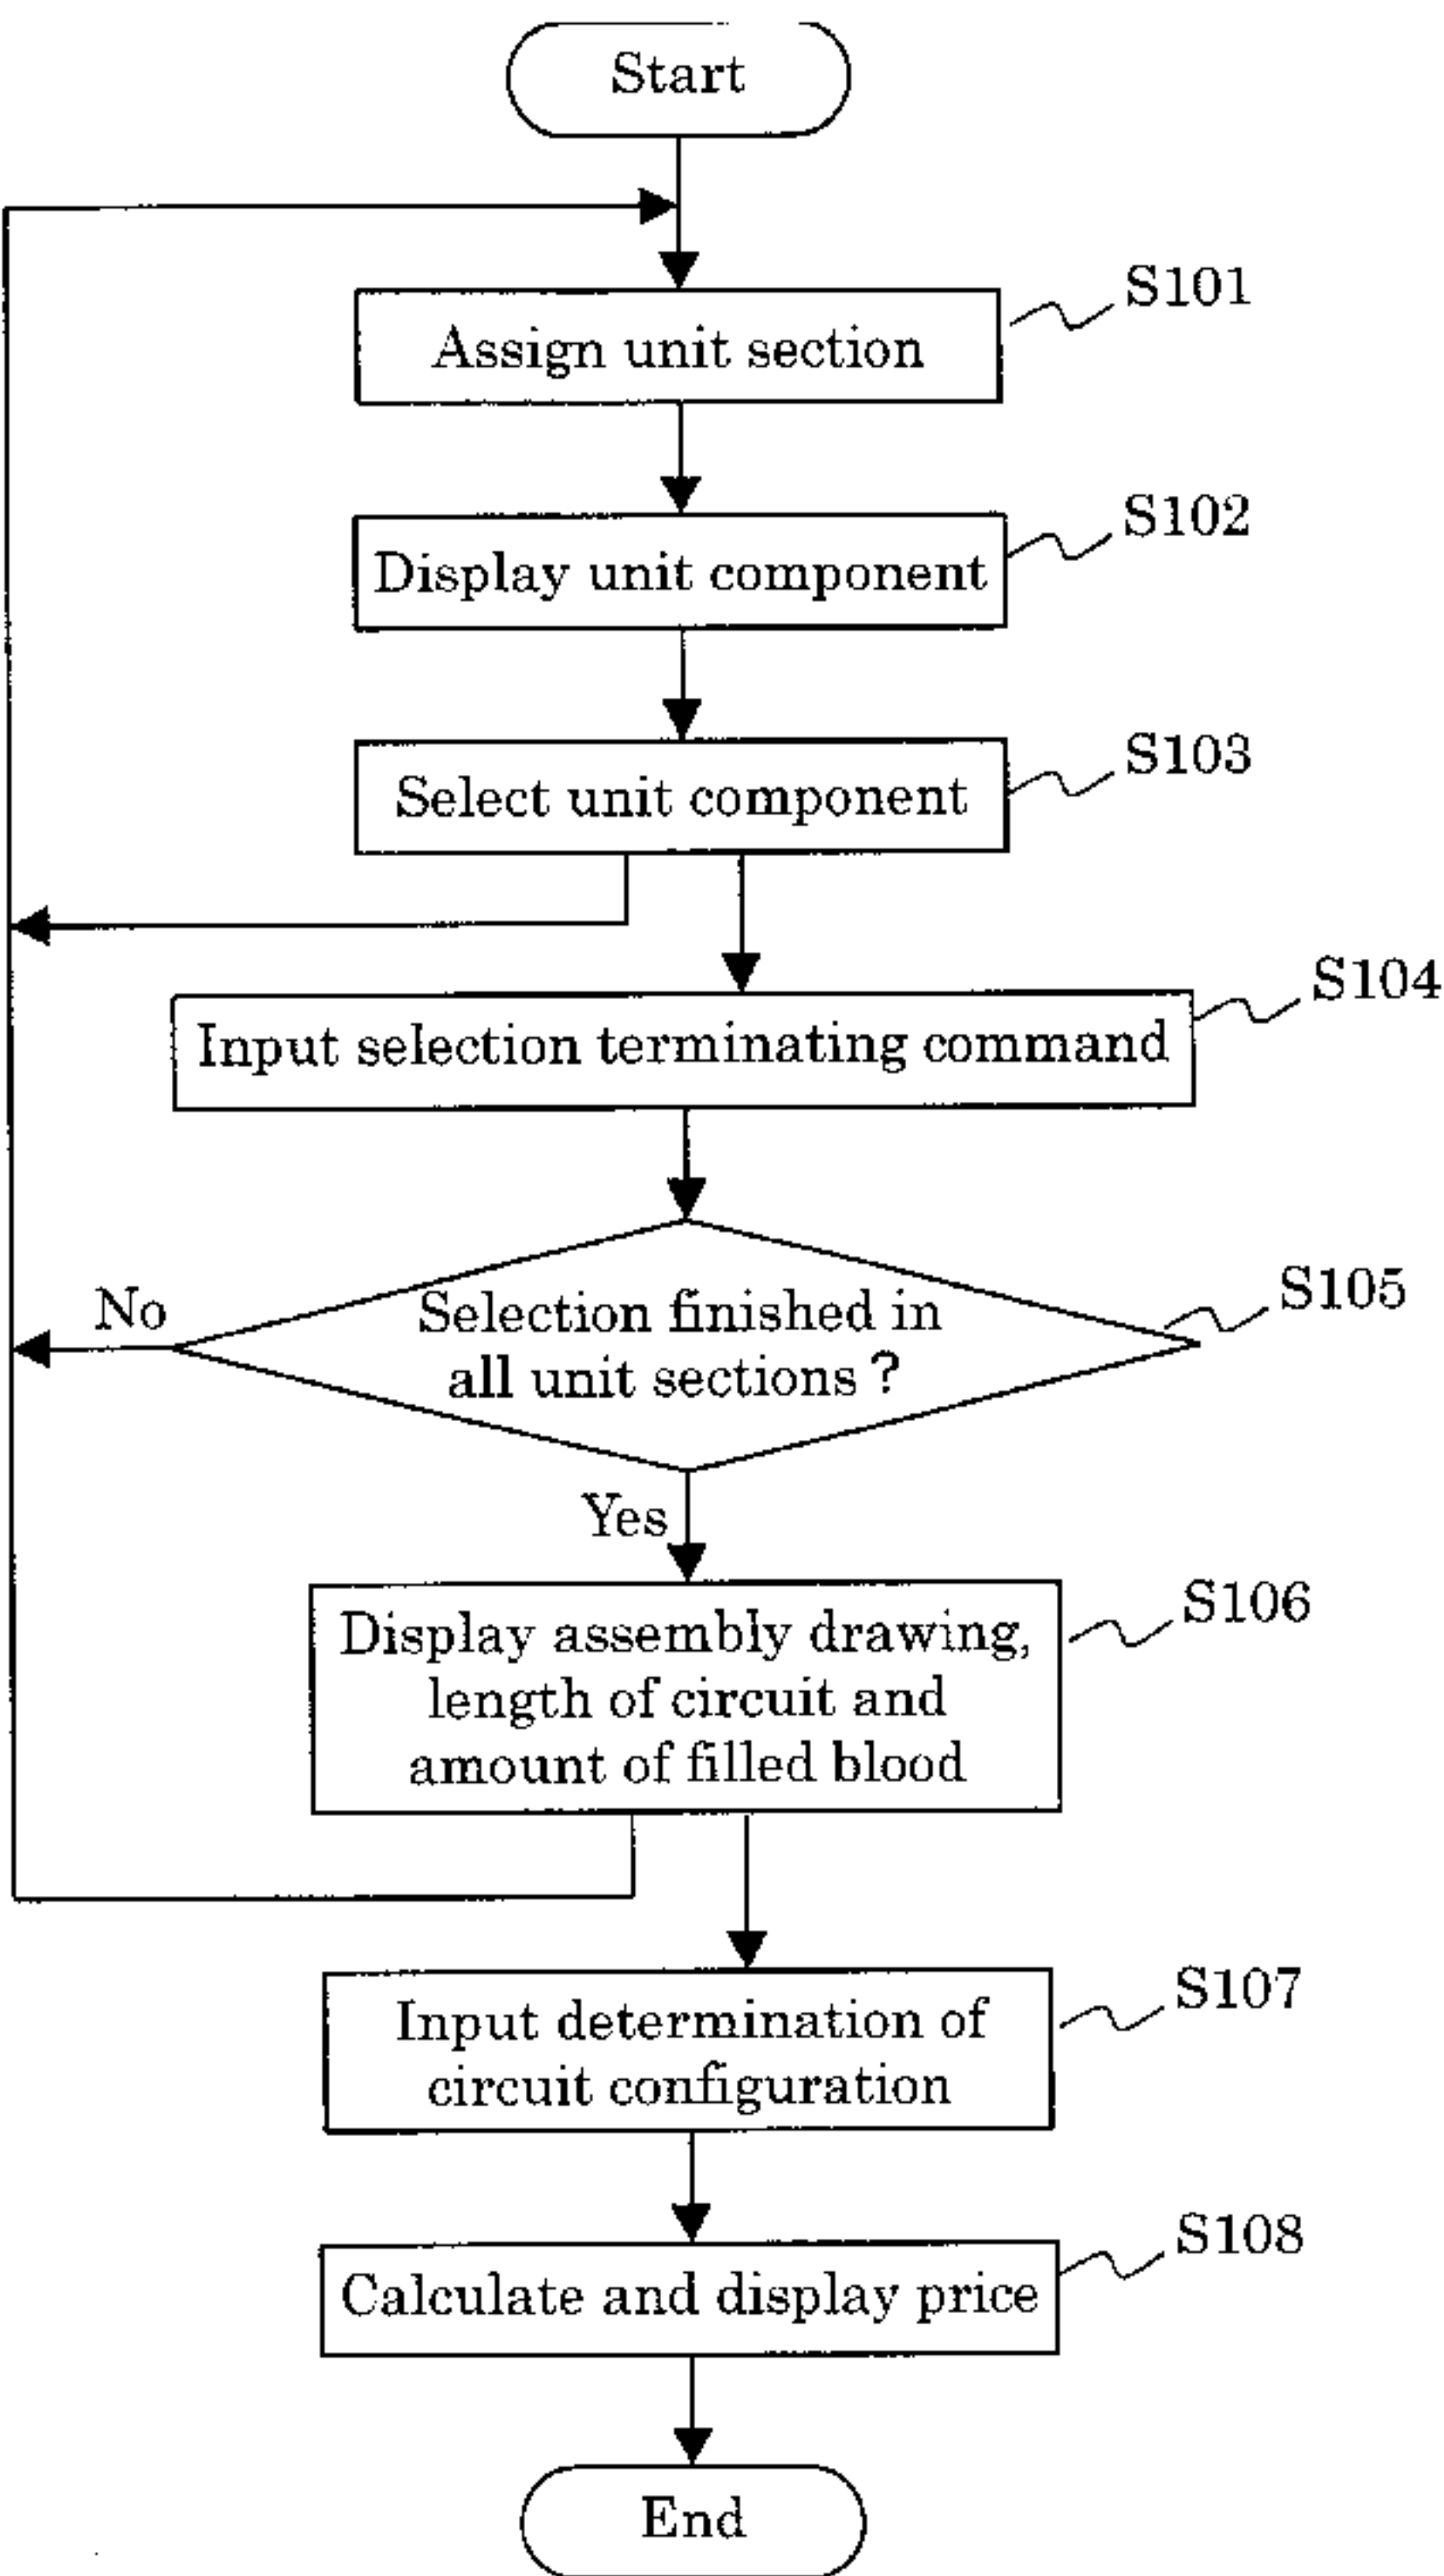 Start
S101
Assign unit section
S102
Display unit component
S103
Select unit component
S104
Input selection terminating command
S105
No
Selection finished in
all unit sections ?
Yes
S106
Display assembly drawing,
length of circuit and
amount of filled blood
S107
Input determination of
circuit configuration
S108
Calculate and display price
End